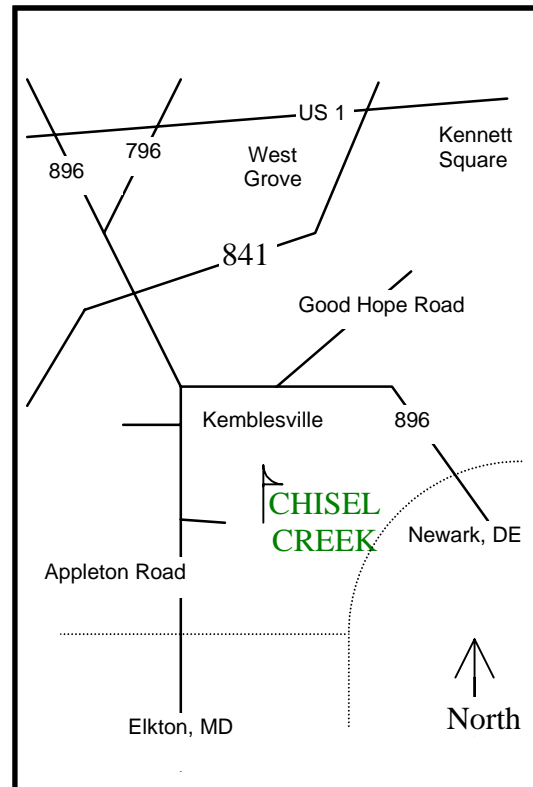 US 1
796
896
West
Grove
Kennett
Square
841
Good Hope Road
Kemblesville
896
CHISEL
CREEK
Newark, DE
Appleton Road
North
Elkton, MD